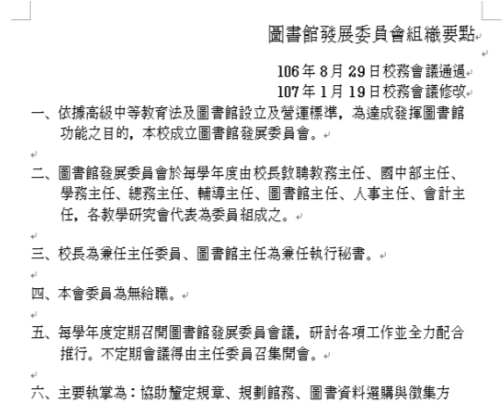 圖書館發展委員會組織要點
106 年 8 月 29 日校務會議通過
107 年 1 月 19 日校務會議修改
一、依據高級中等教育法及圖書館設立及營運標準，為達成發揮圖書館
功能之目的，本校成立圖書館發展委員會。
二、圖書館發展委員會於每學年度由校長敦聘教務主任、國中部主任、
學務主任、總務主任、輔導主任、圖書館主任、人事主任、會計主
任，各教學研究會代表為委員組成之。
三、校長為兼任主任委員、圖書館主任為兼任執行秘書。
四、本會委員為無給職。
五、每學年度定期召開圖書館發展委員會議，研討各項工作並全力配合
推行。不定期會議得由主任委員召集開會。
六、主要執掌為：協助釐定規章、規劃館務、圖書資料選購與徵集方